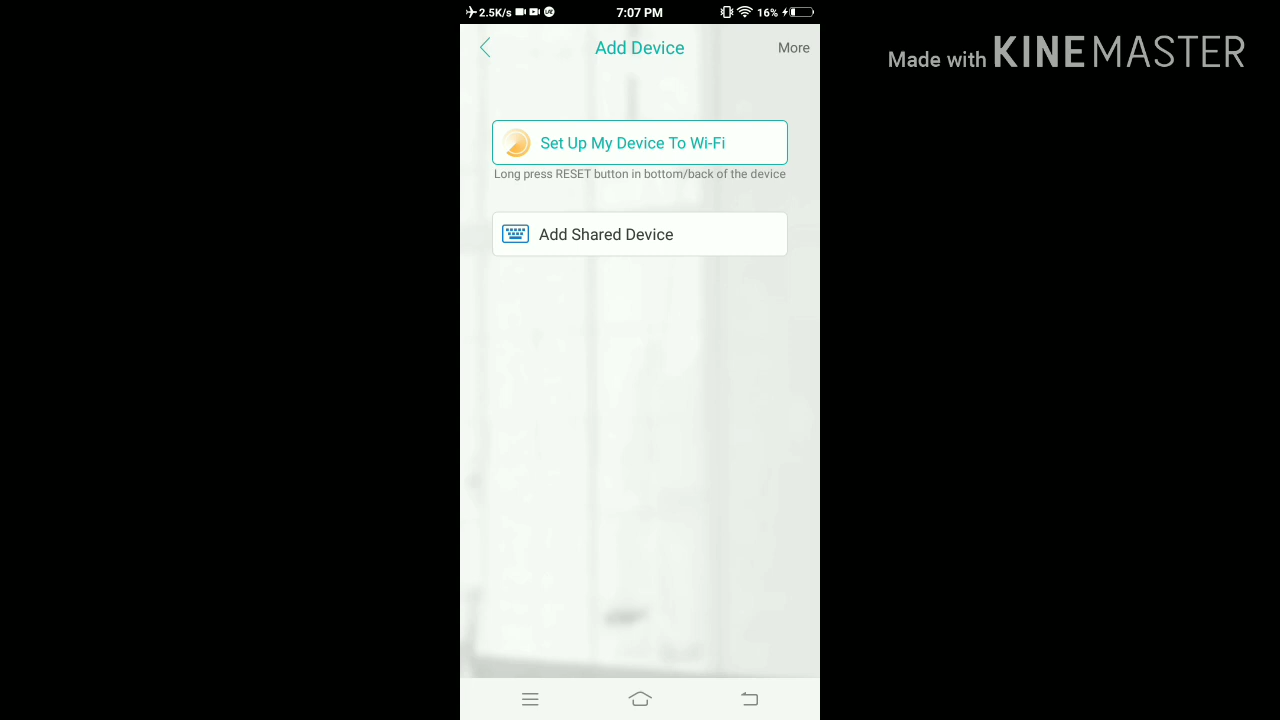 2.5K/s
7:07 PM
16%
Add Device
More
Made with KINEMASTER
Set Up My Device To Wi-Fi
Long press RESET button in bottom/back of the device
Add Shared Device